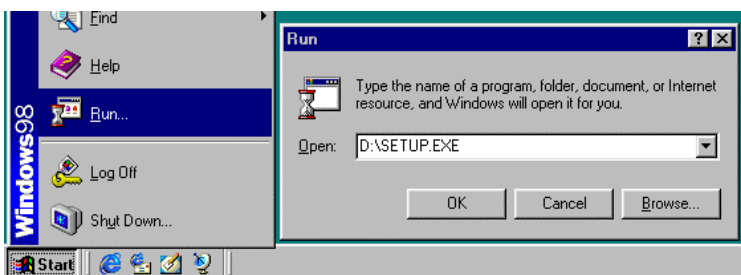 Find
Help
Run...
Log Off
Shut Down...
Windows98
Start
Run
Type the name of a program, folder, document, or Internet
resource, and Windows will open it for you.
Open:
D:\SETUP.EXE
OK
Cancel
Browse...